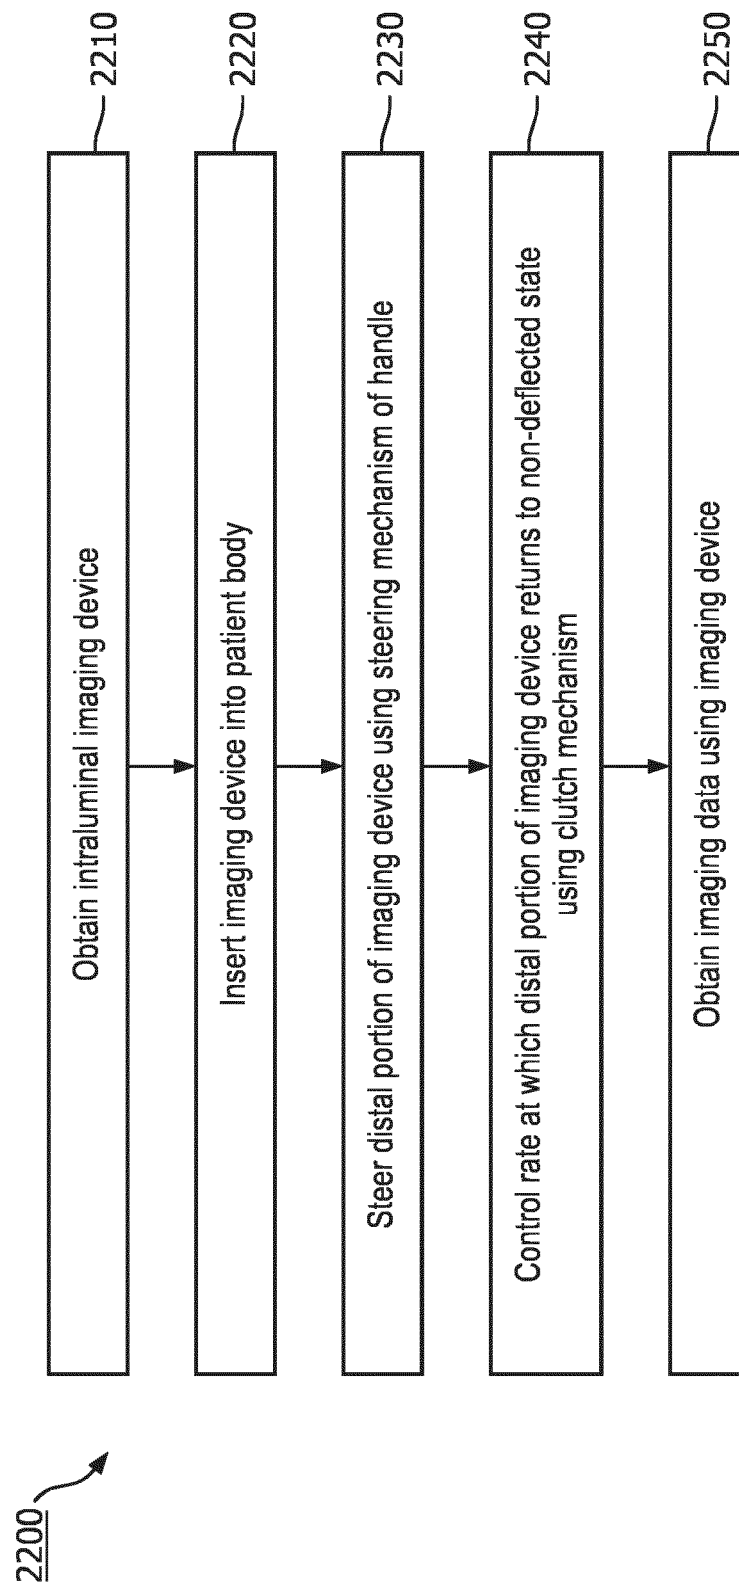 2200
Obtain intraluminal imaging device
2210
Insert imaging device into patient body
2220
Steer distal portion of imaging device using steering mechanism of handle
2230
Control rate at which distal portion of imaging device returns to non-deflected state
using clutch mechanism
2240
Obtain imaging data using imaging device
2250